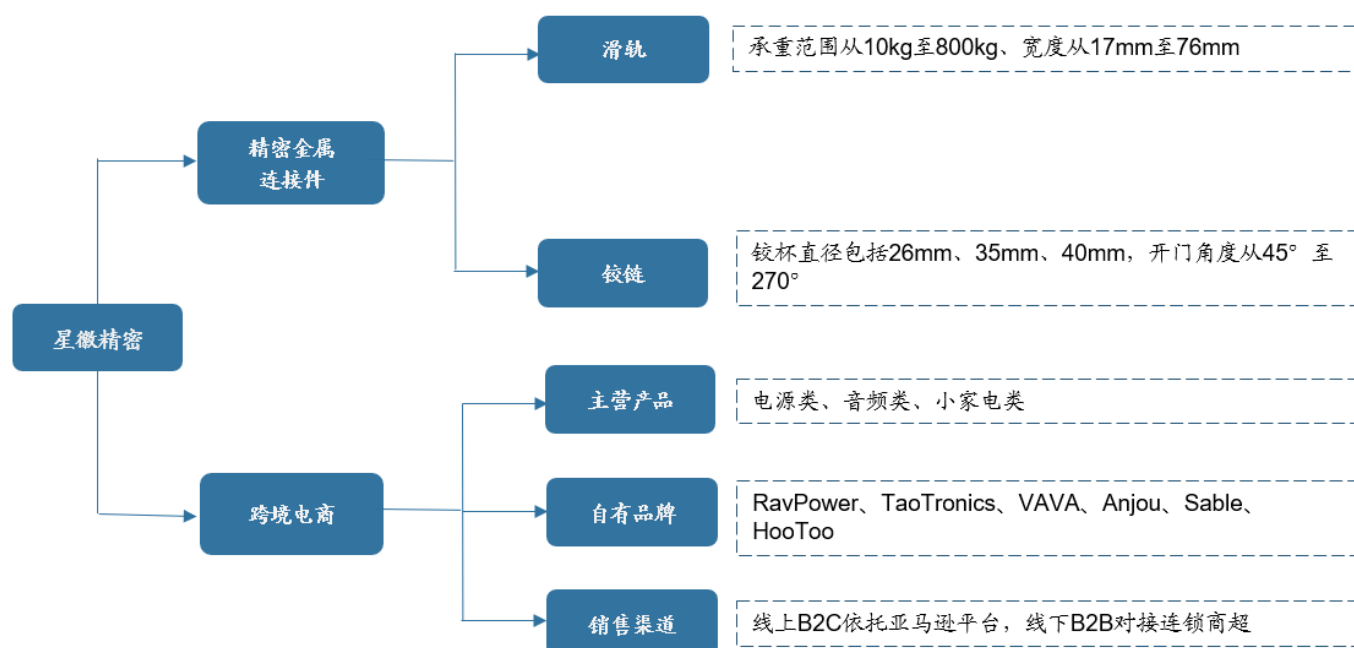 滑轨
承重范围从10kg至800kg、宽度从17mm至76mm
精密金属
连接件
铰链
铰杯直径包括26mm、35mm、40mm，开门角度从45°至
270°
星徽精密
主营产品
电源类、音频类、小家电类
跨境电商
自有品牌
RavPower、TaoTronics、VAVA、Anjou、Sable、
HooToo
销售渠道
线上B2C依托亚马逊平台，线下B2B对接连锁商超